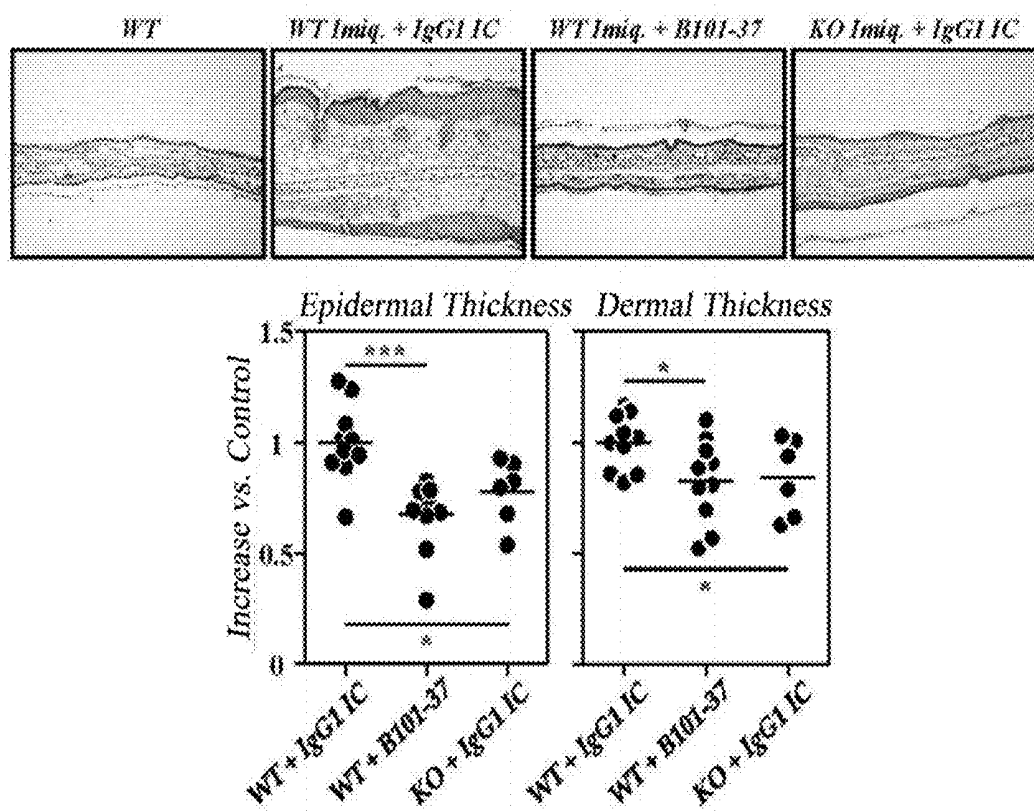 WT WT Imiq. + IgG1 IC WT Imiq. + B101-37 KO Imiq. + IgG1 IC
Epidermal Thickness Dermal Thickness
Increase vs. Control
1.5
1
0.5
0
***
*
*
*
WT + IgG1 IC
WT + B101-37
KO + IgG1 IC
WT + IgG1 IC
WT + B101-37
KO + IgG1 IC